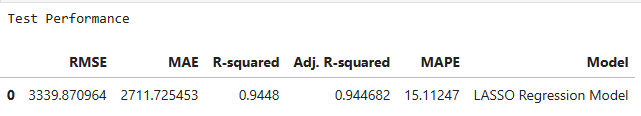 Test Performance
RMSE MAE R-squared Adj. R-squared MAPE Model
0 3339.870964 2711.725453 0.9448 0.944682 15.11247 LASSO Regression Model